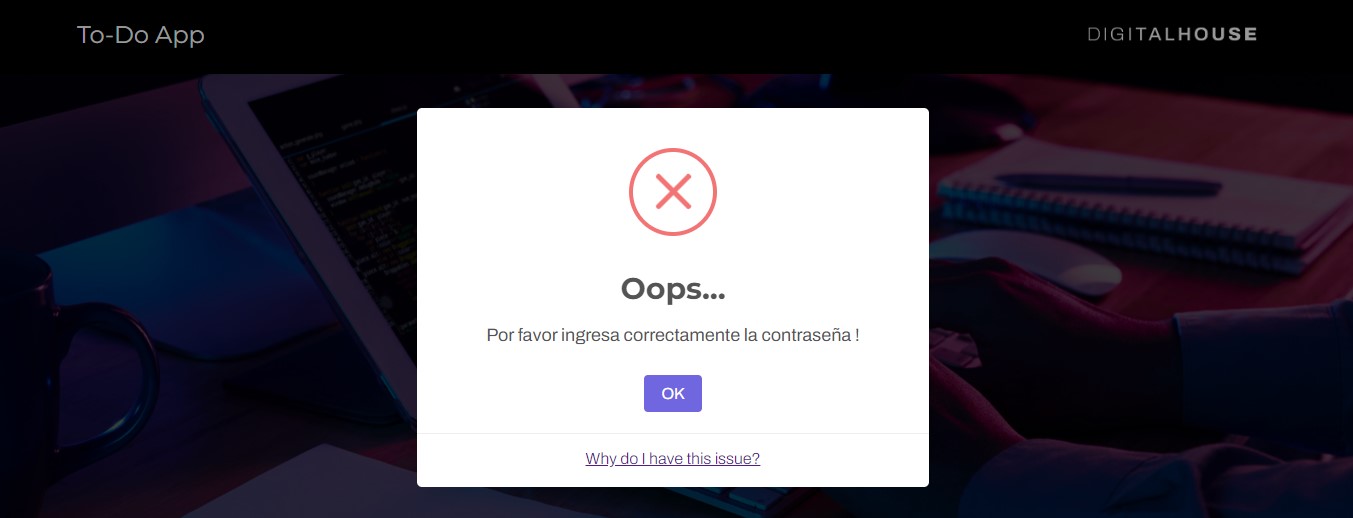 To-Do App
DIGITALHOUSE
Oops...
Por favor ingresa correctamente la contraseña !
OK
Why do I have this issue?